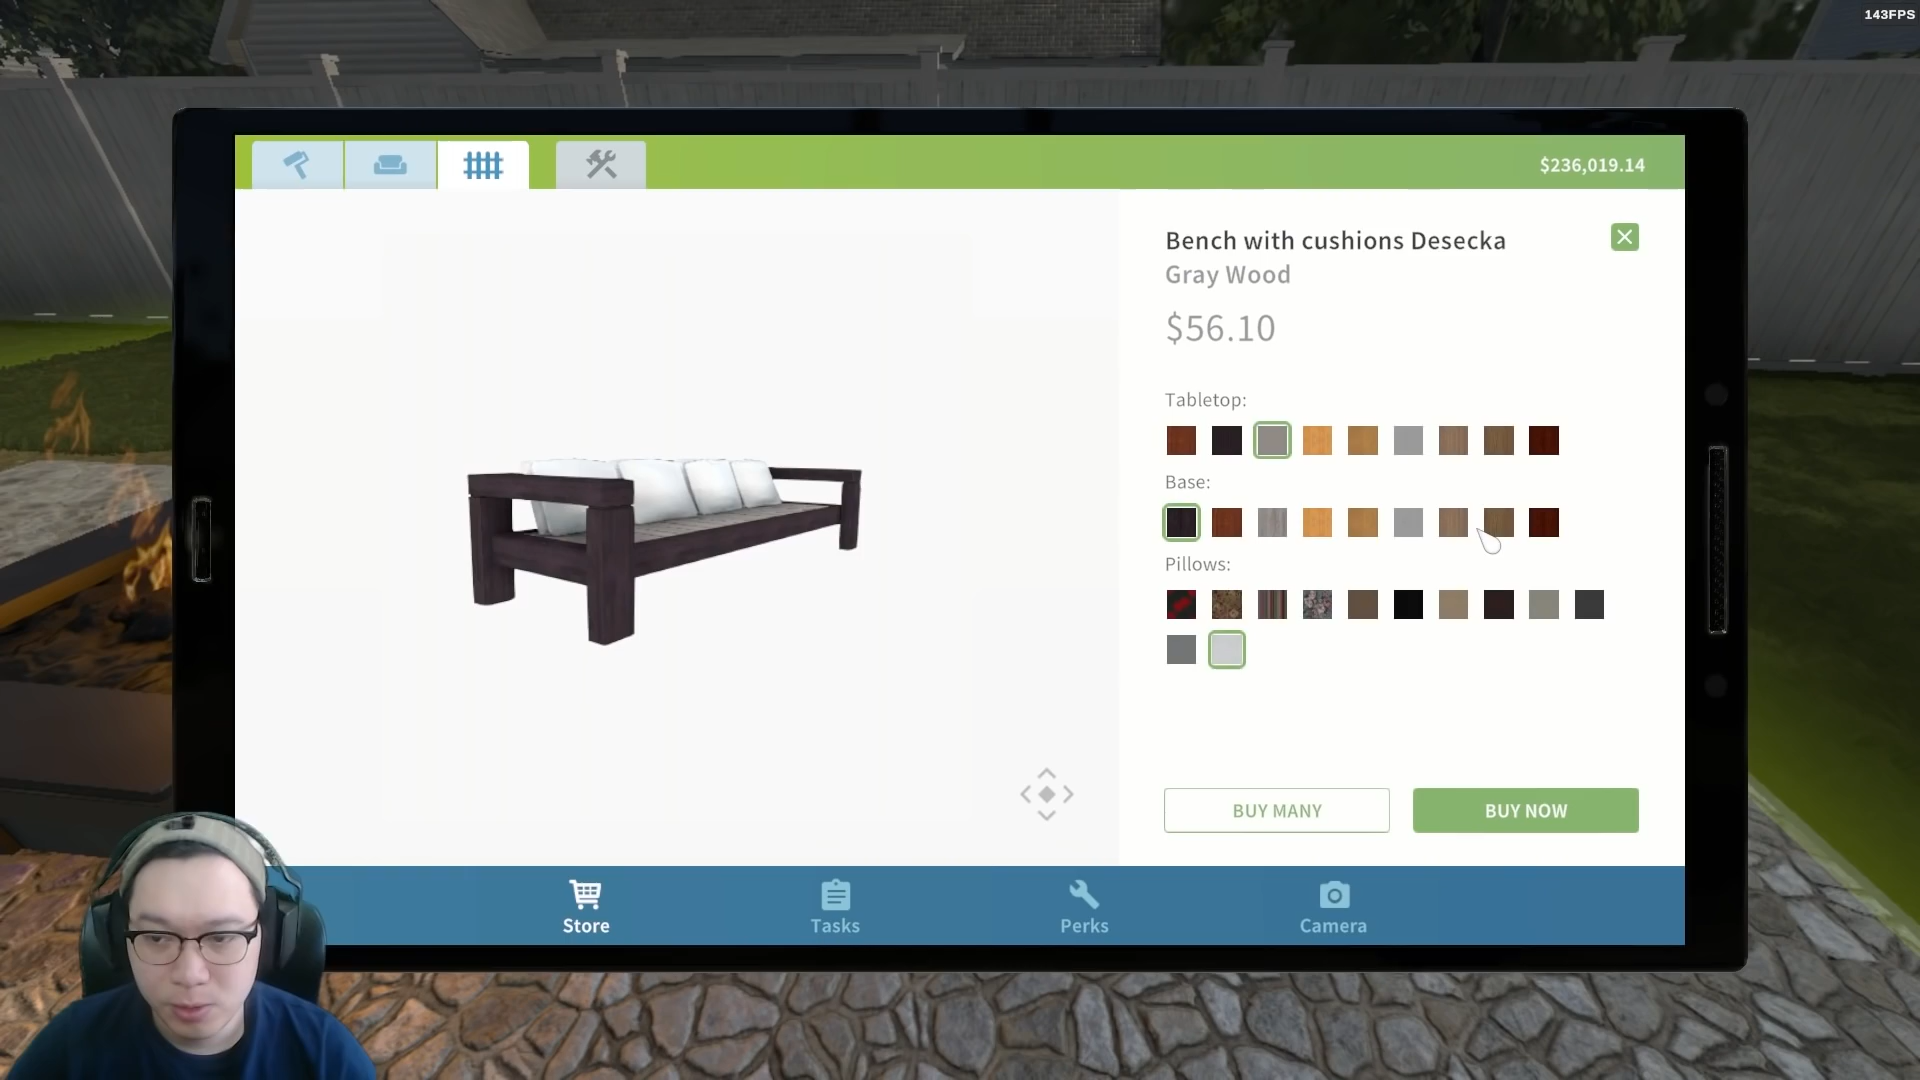 143FPS
$236,019.14
Bench with cushions Desecka
Gray Wood
$56.10
Tabletop:
Base:
Pillows:
BUY MANY
BUY NOW
Store
Tasks
Perks
Camera